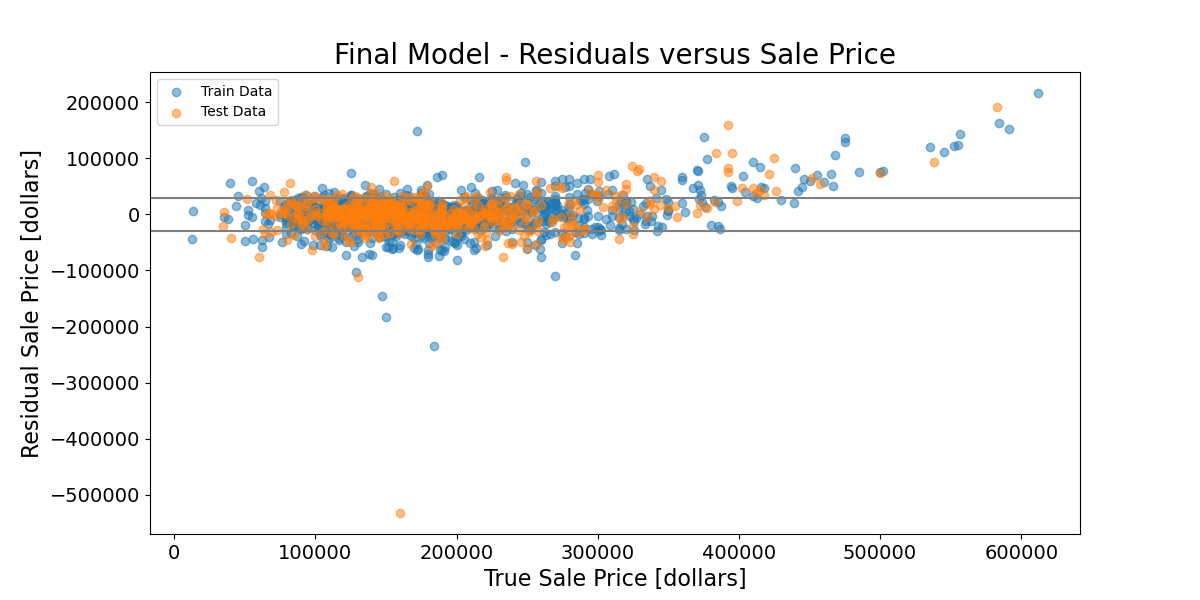 Final Model - Residuals versus Sale Price
Train Data
Test Data
Residual Sale Price [dollars]
200000
100000
0
−100000
−200000
−300000
−400000
−500000
0 100000 200000 300000 400000 500000 600000
True Sale Price [dollars]